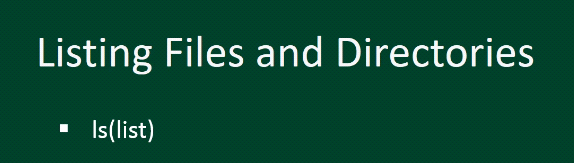 Listing Files and Directories
▪ ls(list)